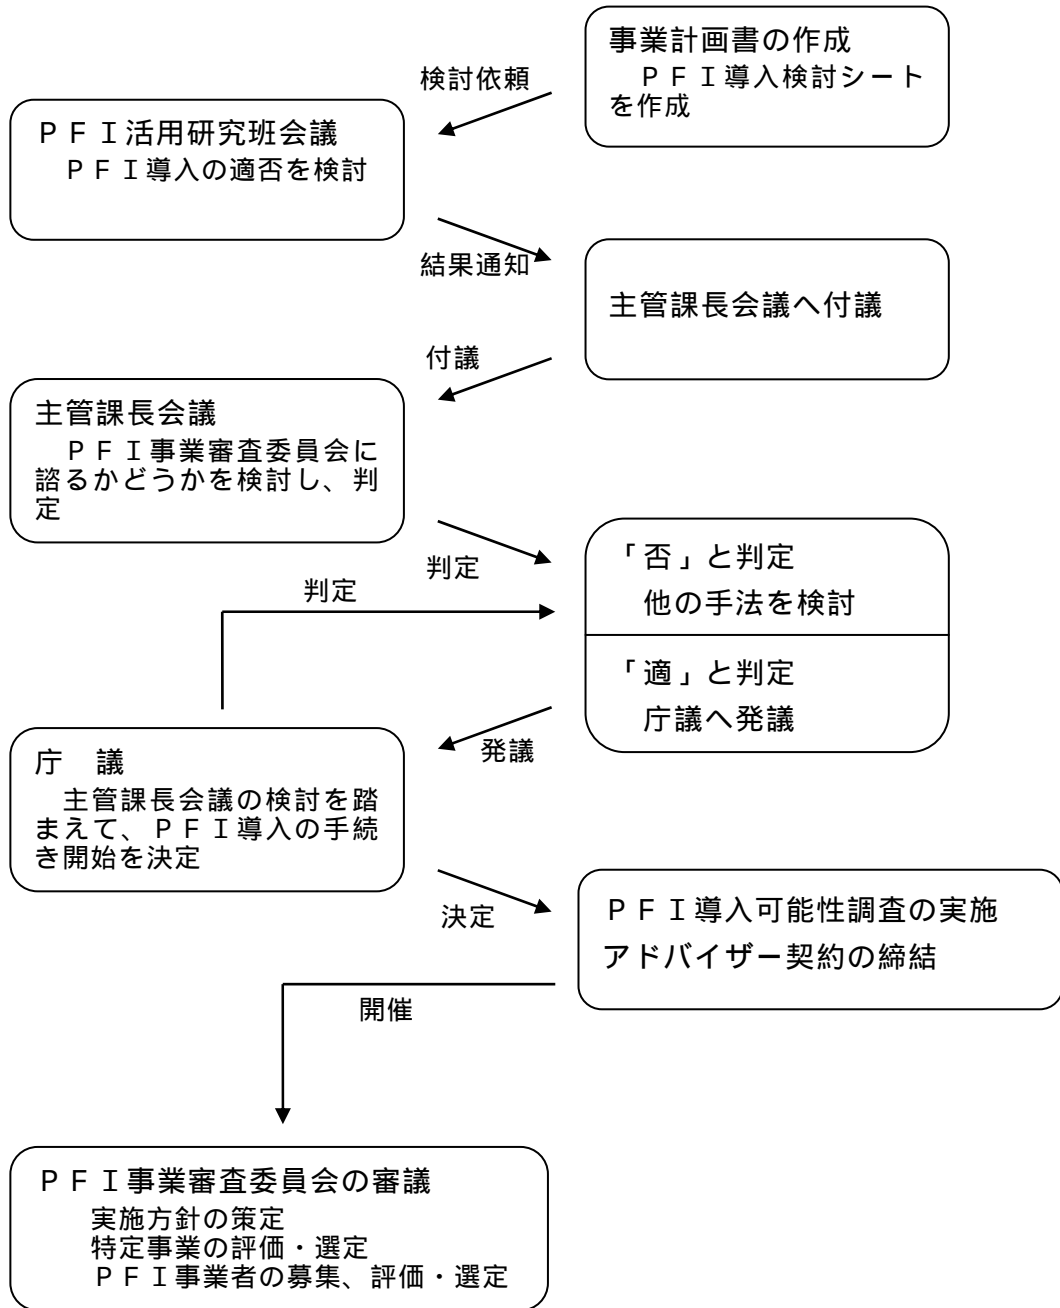 事業計画書の作成
　ＰＦＩ導入検討シート
を作成
検討依頼
ＰＦＩ活用研究班会議
　ＰＦＩ導入の適否を検討
結果通知
主管課長会議へ付議
付議
主管課長会議
　ＰＦＩ事業審査委員会に
諮るかどうかを検討し、判
定
判定
「否」と判定
　他の手法を検討
判定
「適」と判定
　庁議へ発議
発議
庁　議
　主管課長会議の検討を踏
まえて、ＰＦＩ導入の手続
き開始を決定
決定
ＰＦＩ導入可能性調査の実施
アドバイザー契約の締結
開催
ＰＦＩ事業審査委員会の審議
実施方針の策定
特定事業の評価・選定
ＰＦＩ事業者の募集、評価・選定